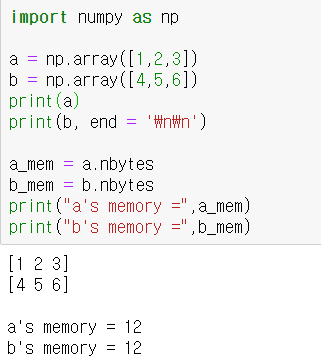 import numpy as np
a = np.array([1,2,3])
b = np.array([4,5,6])
print(a)
print(b, end = '₩n₩n')
a_mem = a.nbytes
b_mem = b.nbytes
print("a's memory =",a_mem)
print("b's memory =",b_mem)
[1 2 3]
[4 5 6]
a's memory = 12
b's memory = 12